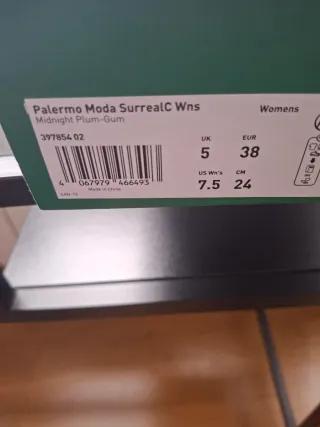 Palermo Moda SurrealC Wns
Womens
Midnight Plum-Gum
397854 02
UK
EUR
5
38
US Wn's
CM
7.5
24
4 067979 466493
Made in China